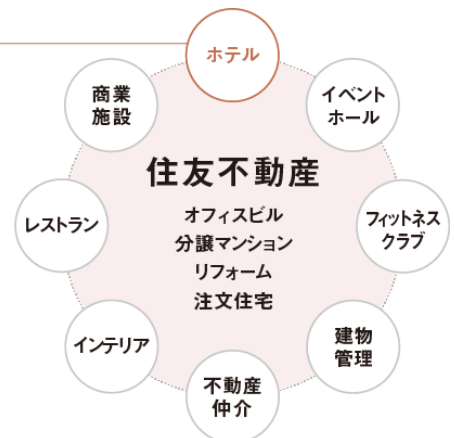 ホテル
イベント
ホール
フィットネス
クラブ
建物
管理
不動産
仲介
インテリア
レストラン
商業
施設
住友不動産
オフィスビル
分譲マンション
リフォーム
注文住宅